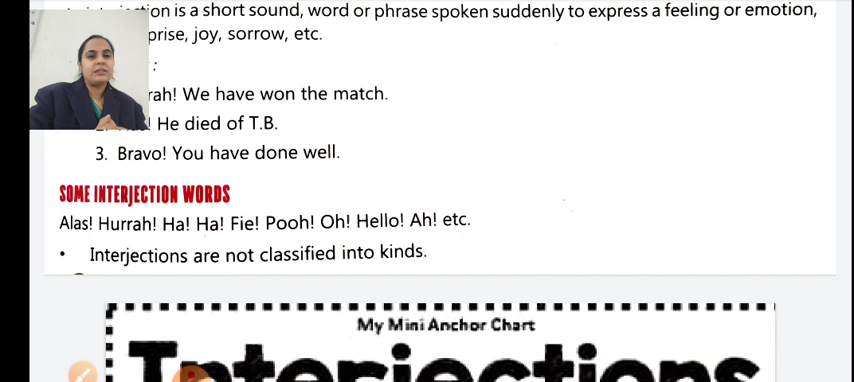 is a short sound, word or phrase spoken suddenly to express a feeling or emotion,
prise, joy, sorrow, etc.
:
rah! We have won the match.
! He died of T.B.
3. Bravo! You have done well.
SOME INTERJECTION WORDS
Alas! Hurrah! Ha! Ha! Fie! Pooh! Oh! Hello! Ah! etc.
• Interjections are not classified into kinds.
My Mini Anchor Chart
Interjections